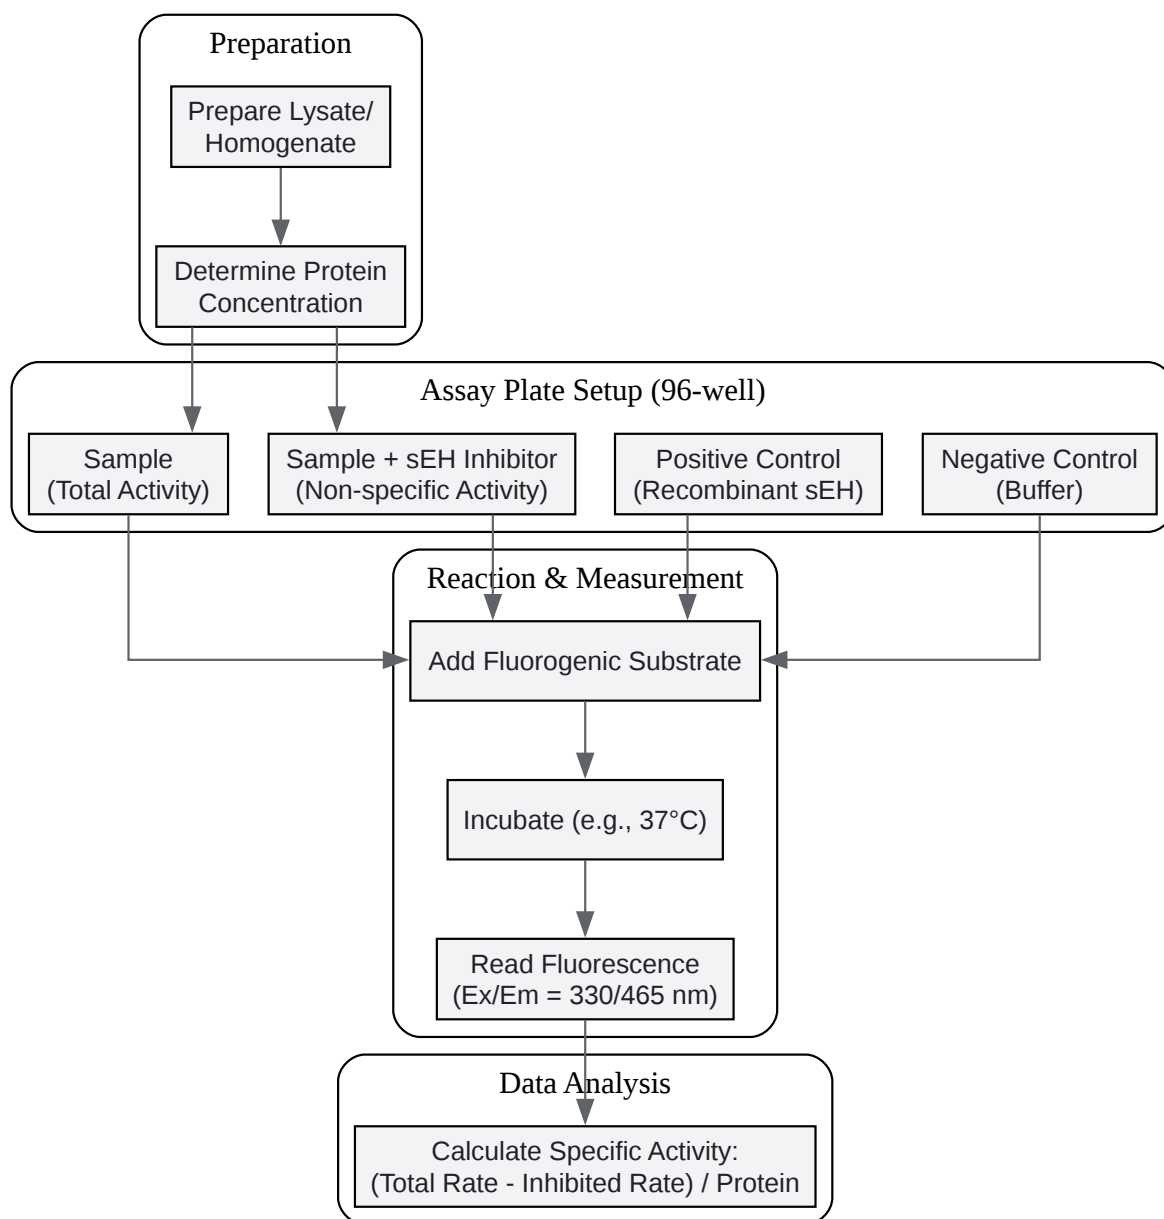 Preparation
Prepare Lysate/
Homogenate
Determine Protein
Concentration
Assay Plate Setup (96-well)
Sample
(Total Activity)
Sample + sEH Inhibitor
(Non-specific Activity)
Positive Control
(Recombinant sEH)
Negative Control
(Buffer)
Reaction & Measurement
Add Fluorogenic Substrate
Incubate (e.g., 37°C)
Read Fluorescence
(Ex/Em = 330/465 nm)
Data Analysis
Calculate Specific Activity:
(Total Rate - Inhibited Rate) / Protein